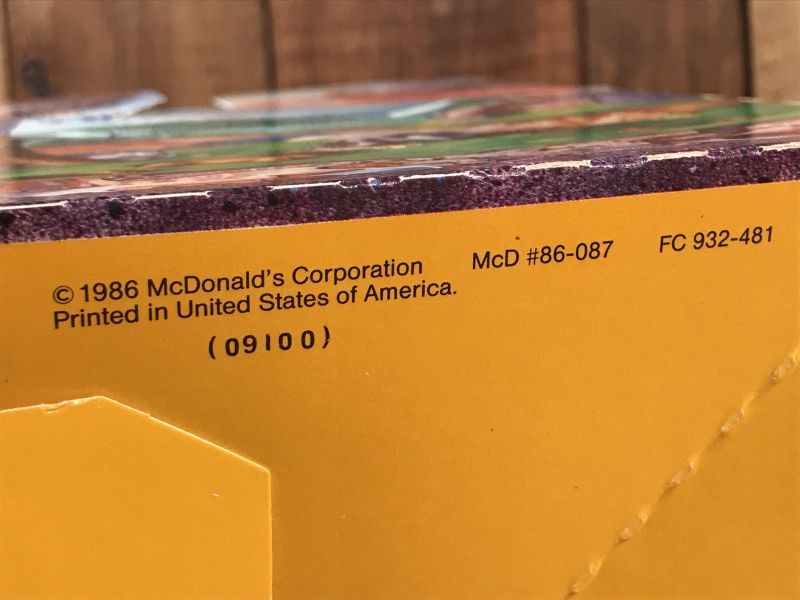 © 1986 McDonald's Corporation McD #86-087 FC 932-481
Printed in United States of America.
(09100)